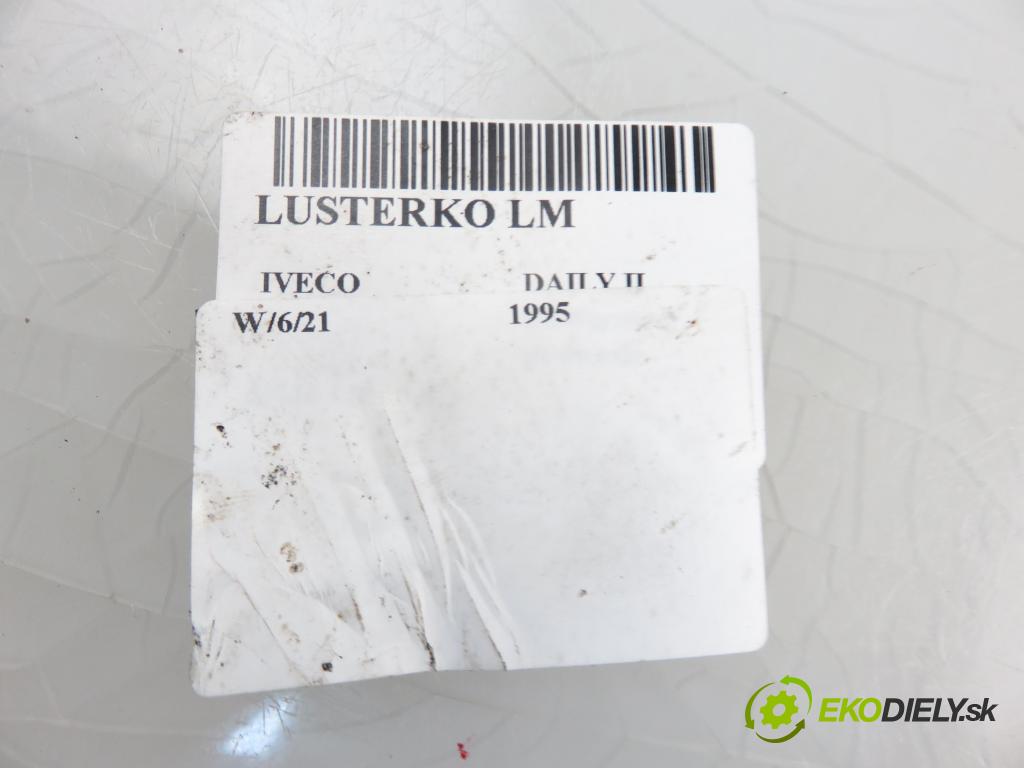 LUSTERKO LM
IVECO DAILY II
W/6/21 1995
EKODIELY.sk